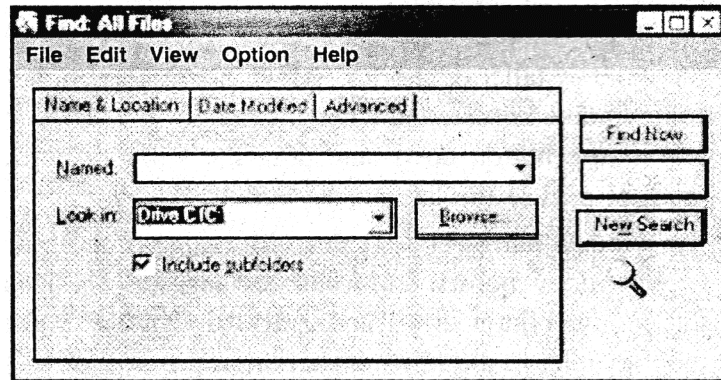 Find: All Files
File Edit View Option Help
Name & Location Date Modified Advanced
Find Now
Named:
Look in: Drive C (C:
Browse...
New Search
Include subfolders